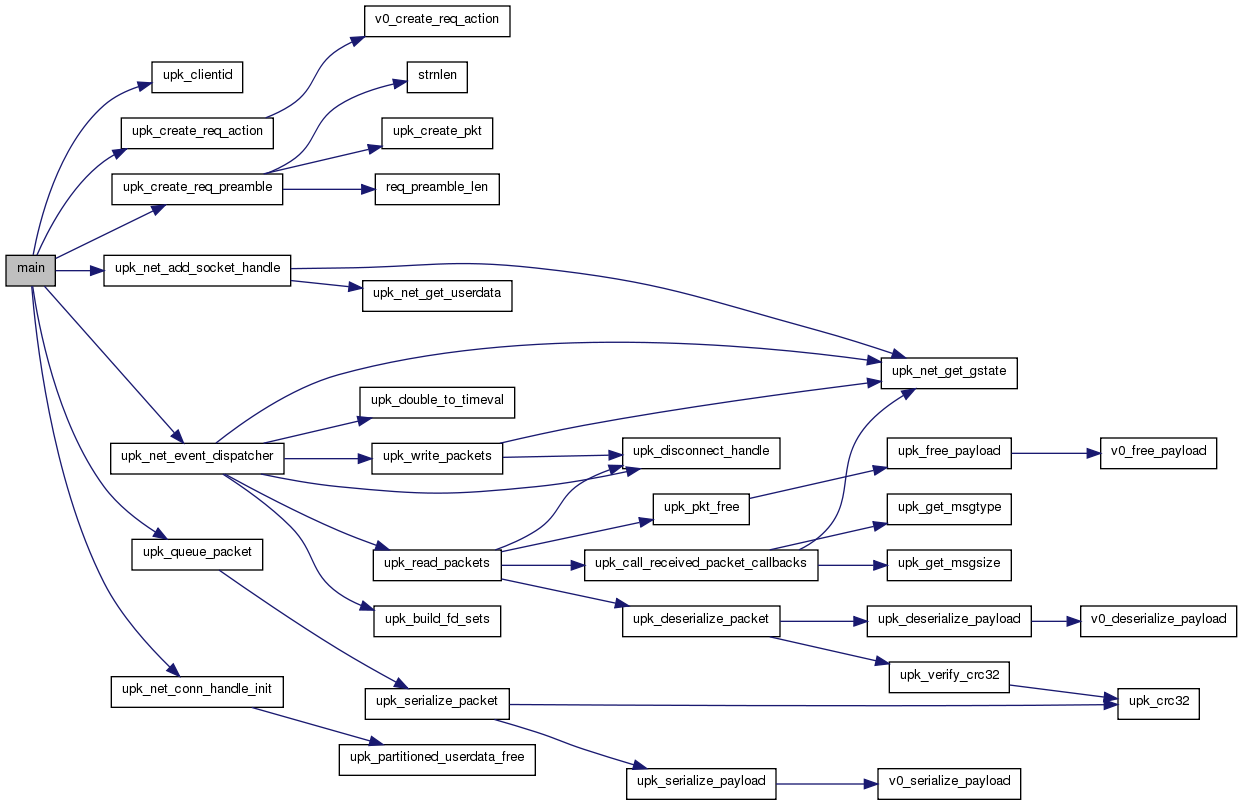 v0_create_req_action
upk_clientid
strnlen
upk_create_req_action
upk_create_pkt
upk_create_req_preamble
req_preamble_len
main
upk_net_add_socket_handle
upk_net_get_userdata
upk_net_get_gstate
upk_double_to_timeval
upk_net_event_dispatcher
upk_write_packets
upk_disconnect_handle
upk_free_payload
v0_free_payload
upk_pkt_free
upk_get_msgtype
upk_queue_packet
upk_read_packets
upk_call_received_packet_callbacks
upk_get_msgsize
upk_build_fd_sets
upk_deserialize_packet
upk_deserialize_payload
v0_deserialize_payload
upk_verify_crc32
upk_net_conn_handle_init
upk_serialize_packet
upk_crc32
upk_partitioned_userdata_free
upk_serialize_payload
v0_serialize_payload